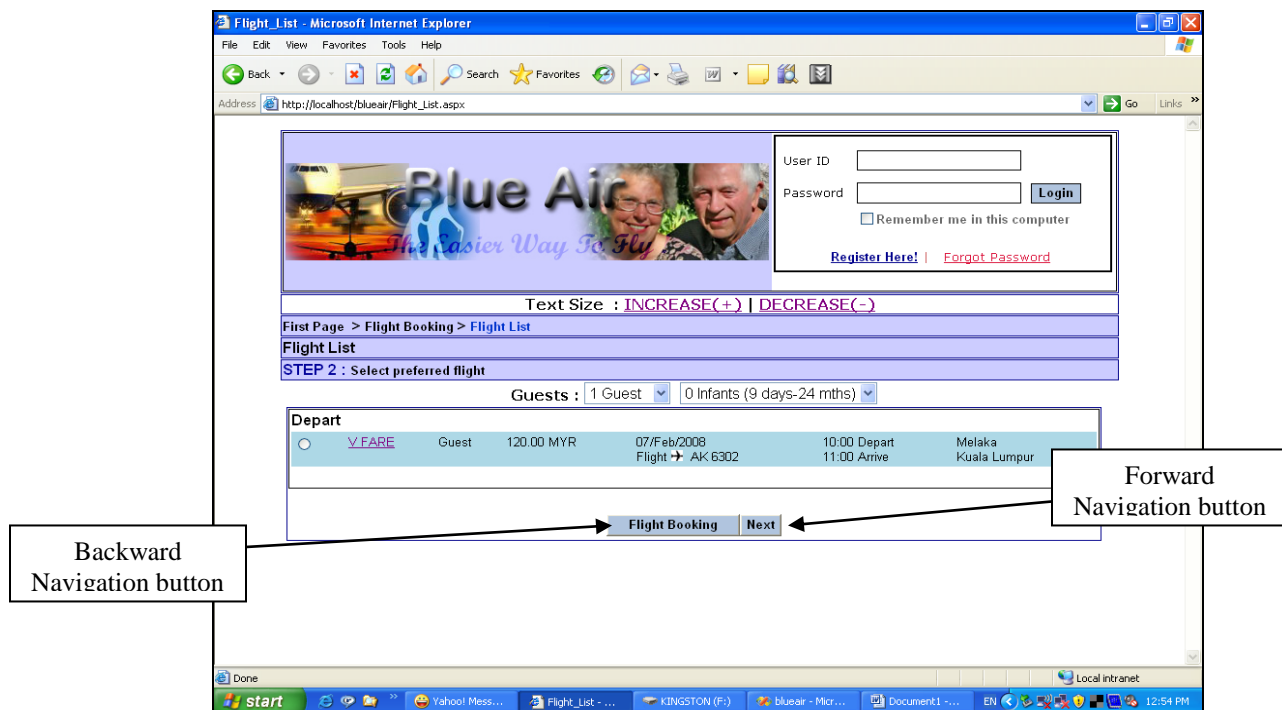 Flight_List - Microsoft Internet Explorer
File Edit View Favorites Tools Help
Back Search Favorites
Address http://localhost/blueair/Flight_List.aspx Go Links »
Blue Air
The Easier Way To Fly
User ID
Password Login
Remember me in this computer
Register Here! | Forgot Password
Text Size : INCREASE(+) | DECREASE(-)
First Page > Flight Booking > Flight List
Flight List
STEP 2 : Select preferred flight
Guests : 1 Guest 0 Infants (9 days-24 mths)
Depart
V FARE Guest 120.00 MYR 07/Feb/2008 10:00 Depart Melaka
Flight AK 6302 11:00 Arrive Kuala Lumpur
Forward
Navigation button
Flight Booking Next
Backward
Navigation button
Done Local intranet
start » Yahoo! Mess... Flight_List - ... KINGSTON (F:) blueair - Micr... Document1 -... EN 12:54 PM